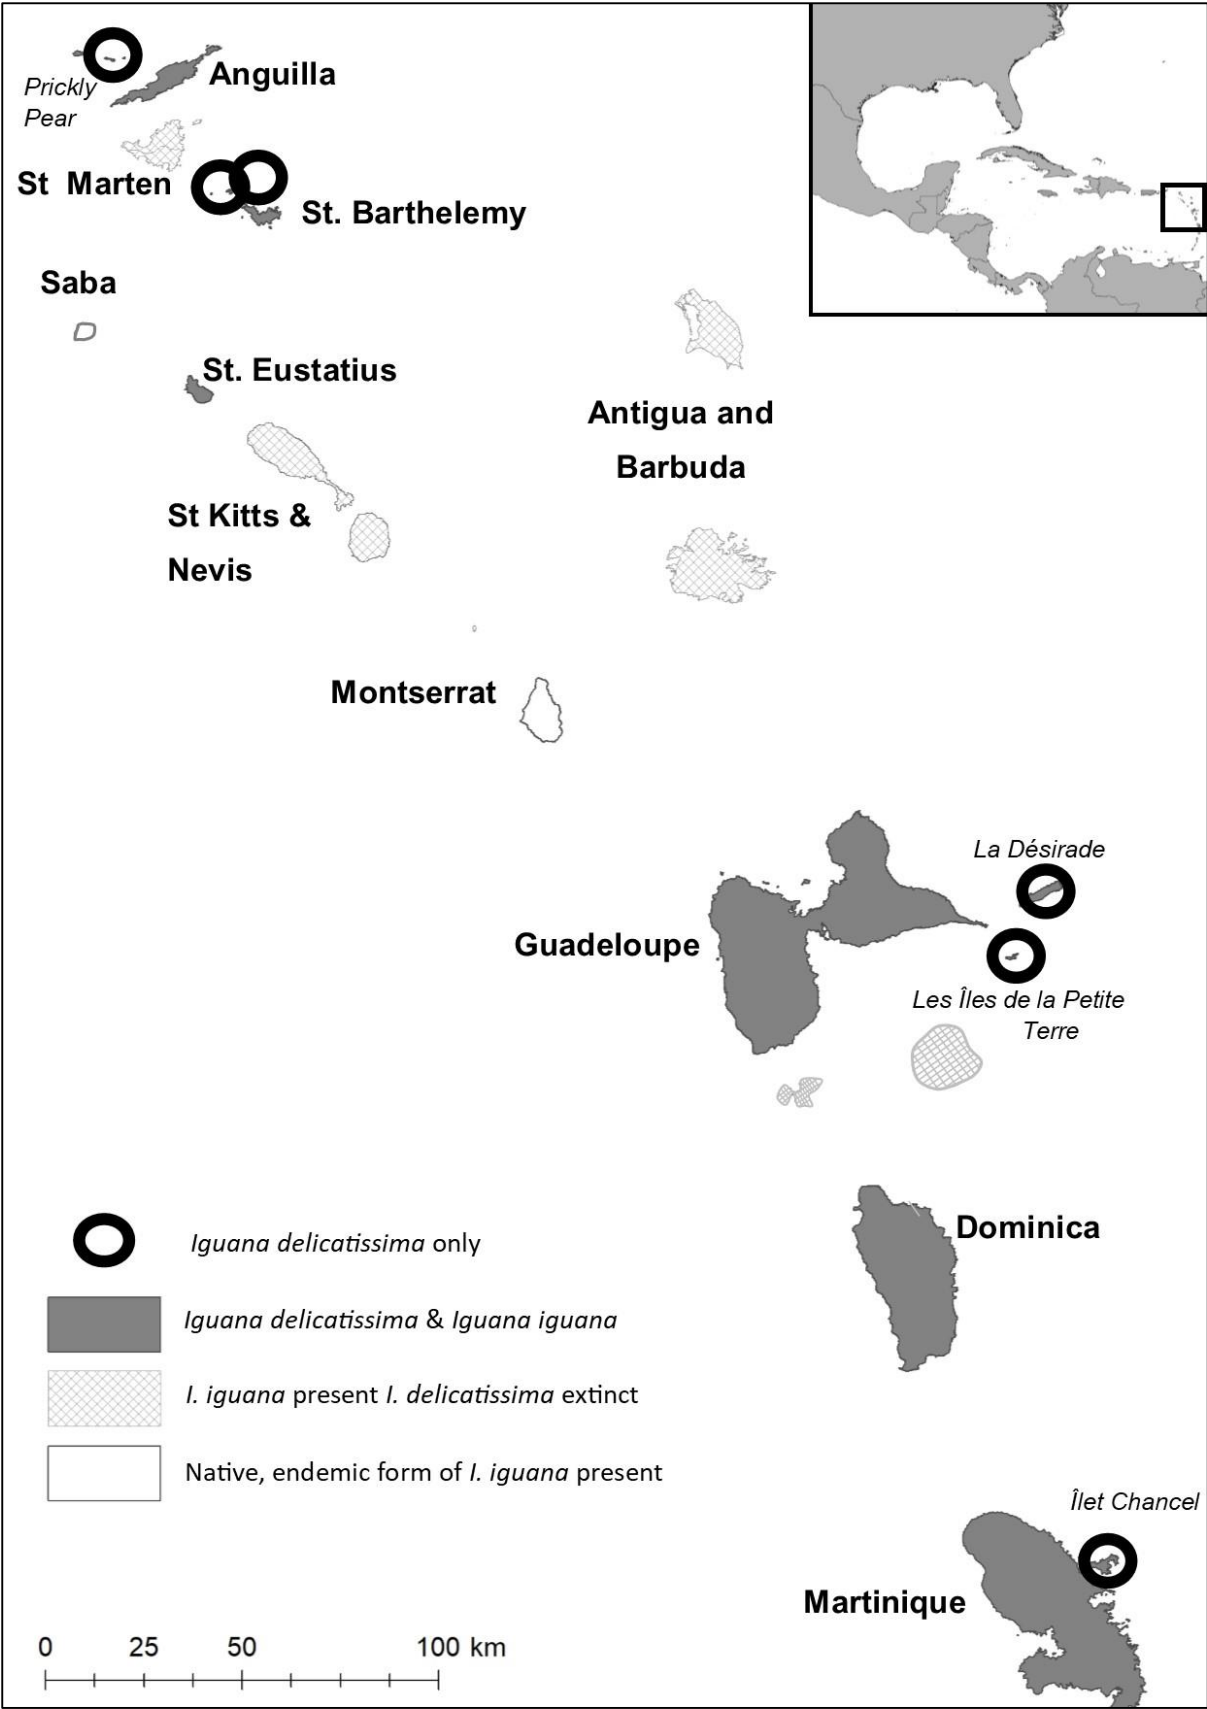 Prickly
Pear
Anguilla
St Marten
St. Barthelemy
Saba
St. Eustatius
Antigua and
Barbuda
St Kitts &
Nevis
Montserrat
La Désirade
Guadeloupe
Les Îles de la Petite
Terre
Dominica
Iguana delicatissima only
Iguana delicatissima & Iguana iguana
I. iguana present I. delicatissima extinct
Native, endemic form of I. iguana present
Îlet Chancel
Martinique
0 25 50 100 km